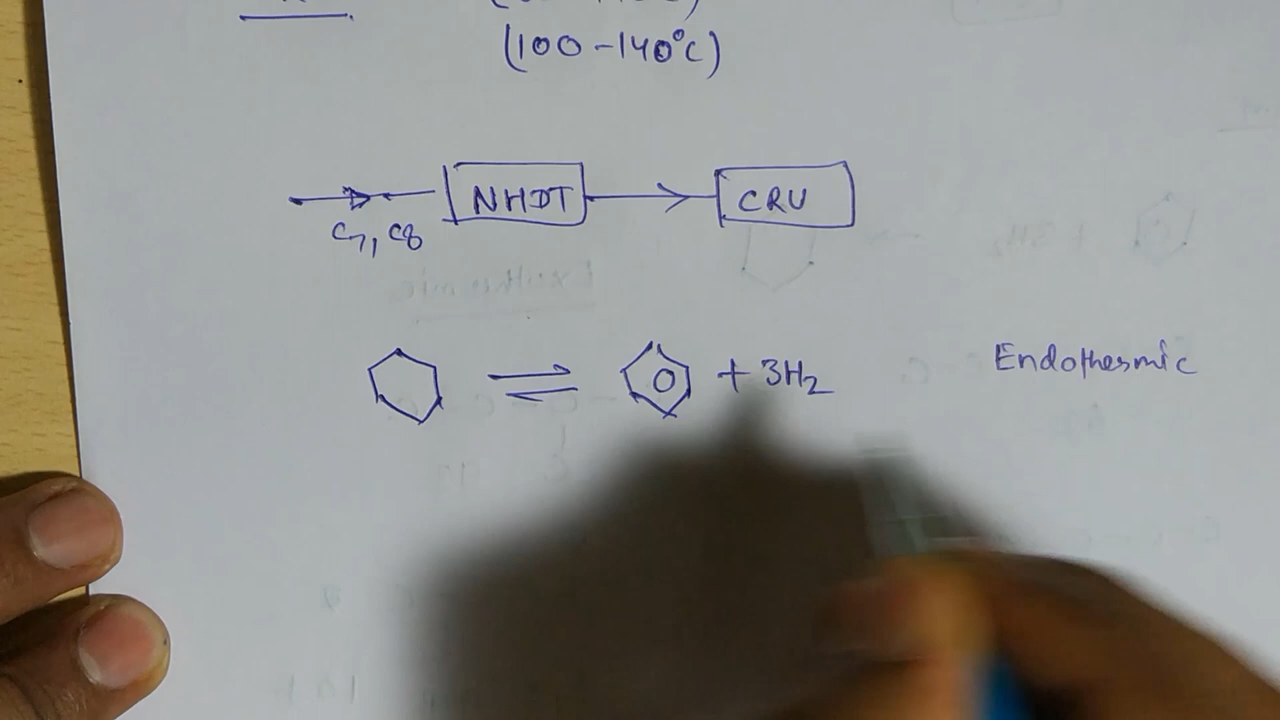 (100-140°C)
NHDT
CRU
C7, C8
+ 3H2
Endothermic